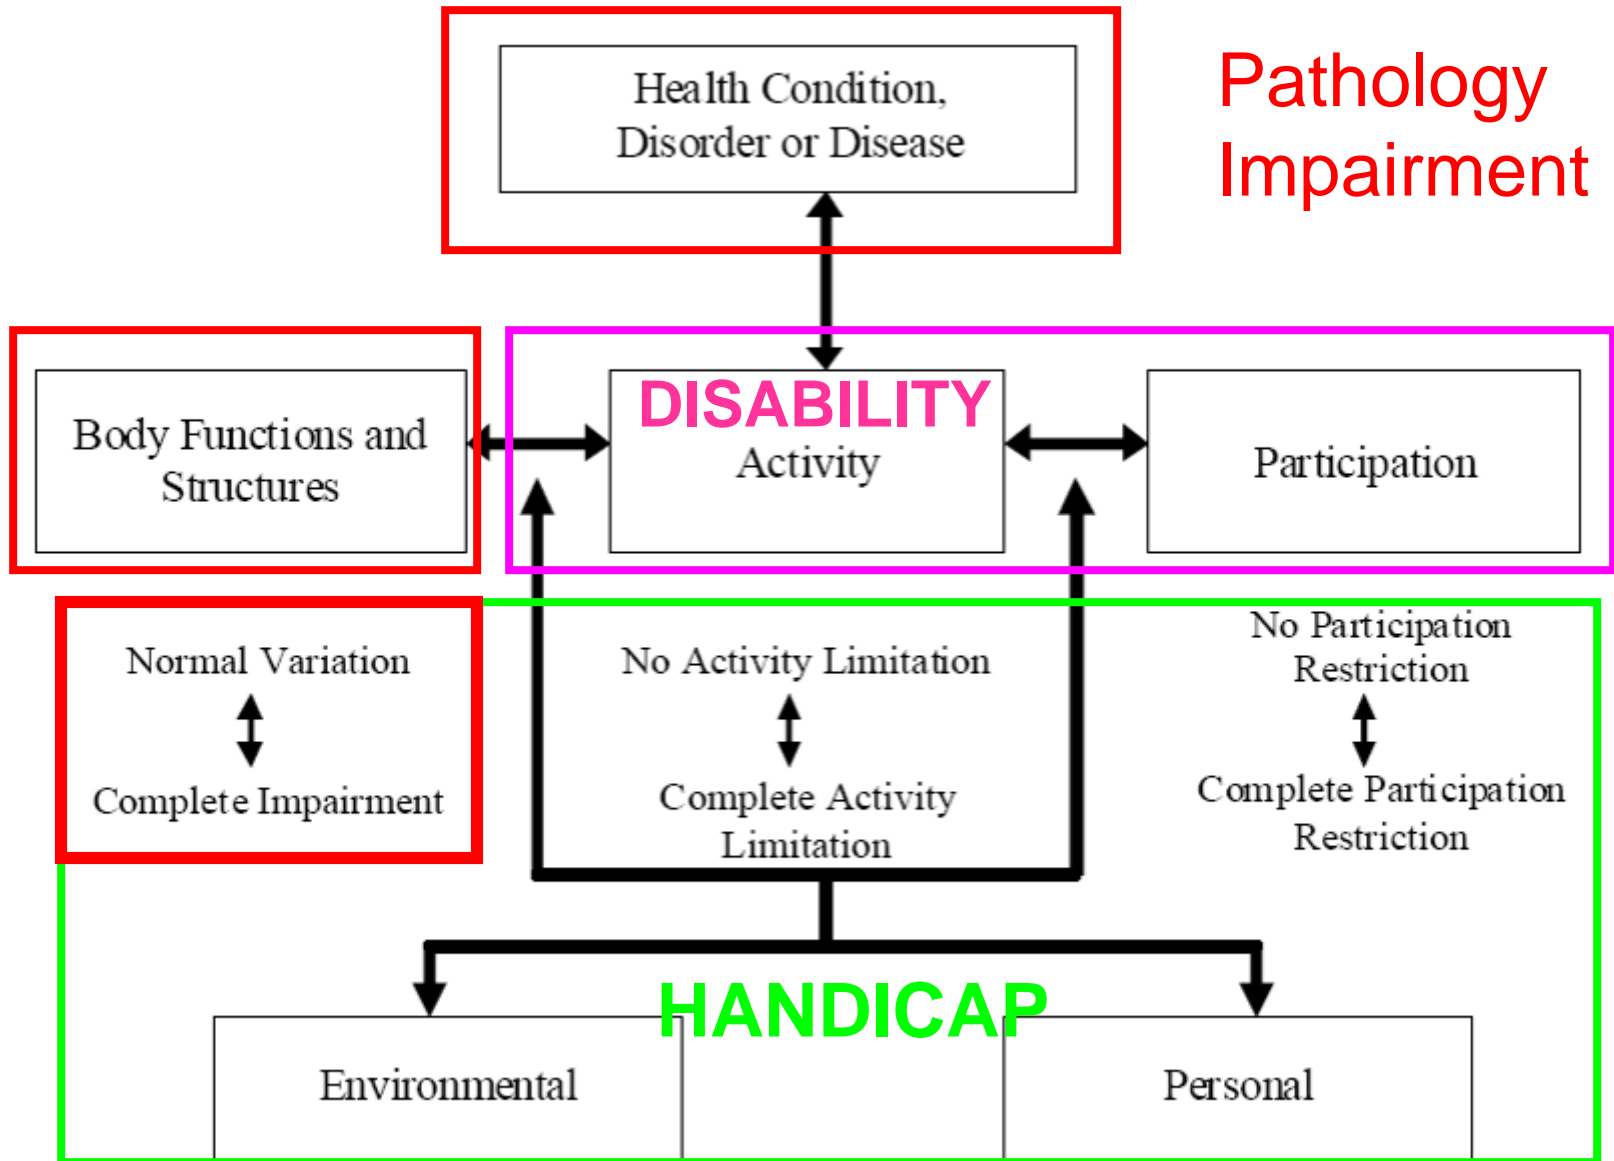 Health Condition,
Disorder or Disease
Pathology
Impairment
Body Functions and
Structures
DISABILITY
Activity
Participation
Normal Variation
Complete Impairment
No Activity Limitation
Complete Activity
Limitation
No Participation
Restriction
Complete Participation
Restriction
HANDICAP
Environmental
Personal